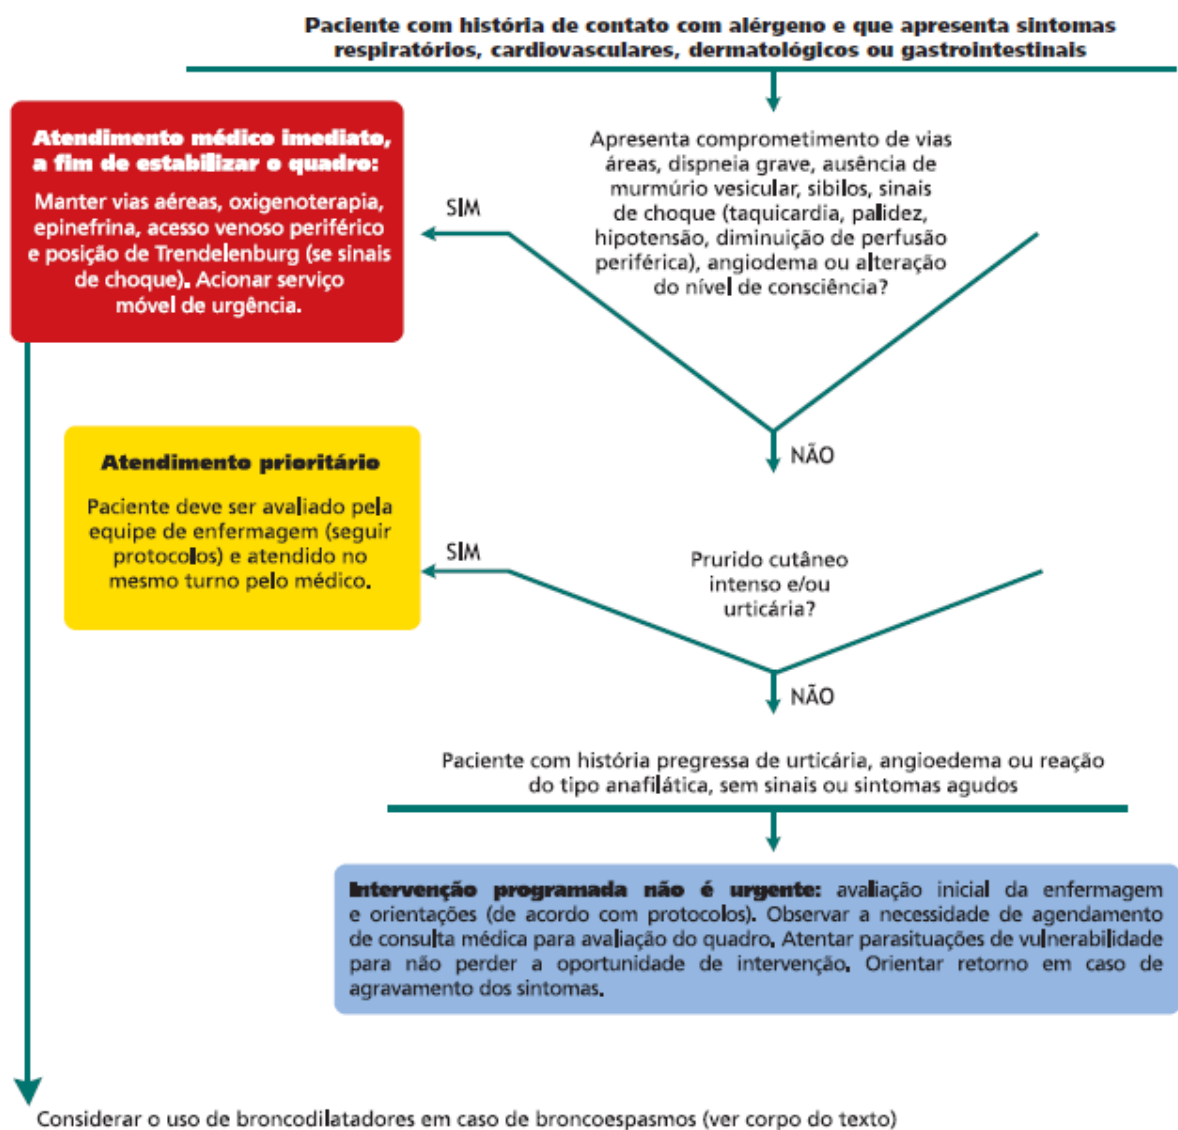 Paciente com história de contato com alérgeno e que apresenta sintomas
respiratórios, cardiovasculares, dermatológicos ou gastrointestinais
Atendimento médico imediato,
a fim de estabilizar o quadro:
Manter vias aéreas, oxigenoterapia,
epinefrina, acesso venoso periférico
e posição de Trendelenburg (se sinais
de choque). Acionar serviço
móvel de urgência.
SIM
Apresenta comprometimento de vias
áreas, dispneia grave, ausência de
murmúrio vesicular, sibilos, sinais
de choque (taquicardia, palidez,
hipotensão, diminuição de perfusão
periférica), angiodema ou alteração
do nível de consciência?
NÃO
Atendimento prioritário
Paciente deve ser avaliado pela
equipe de enfermagem (seguir
protocolos) e atendido no
mesmo turno pelo médico.
SIM
Prurido cutâneo
intenso e/ou
urticária?
NÃO
Paciente com história pregressa de urticária, angioedema ou reação
do tipo anafilática, sem sinais ou sintomas agudos
Intervenção programada não é urgente: avaliação inicial da enfermagem
e orientações (de acordo com protocolos). Observar a necessidade de agendamento
de consulta médica para avaliação do quadro. Atentar parasituações de vulnerabilidade
para não perder a oportunidade de intervenção. Orientar retorno em caso de
agravamento dos sintomas.
Considerar o uso de broncodilatadores em caso de broncoespasmos (ver corpo do texto)